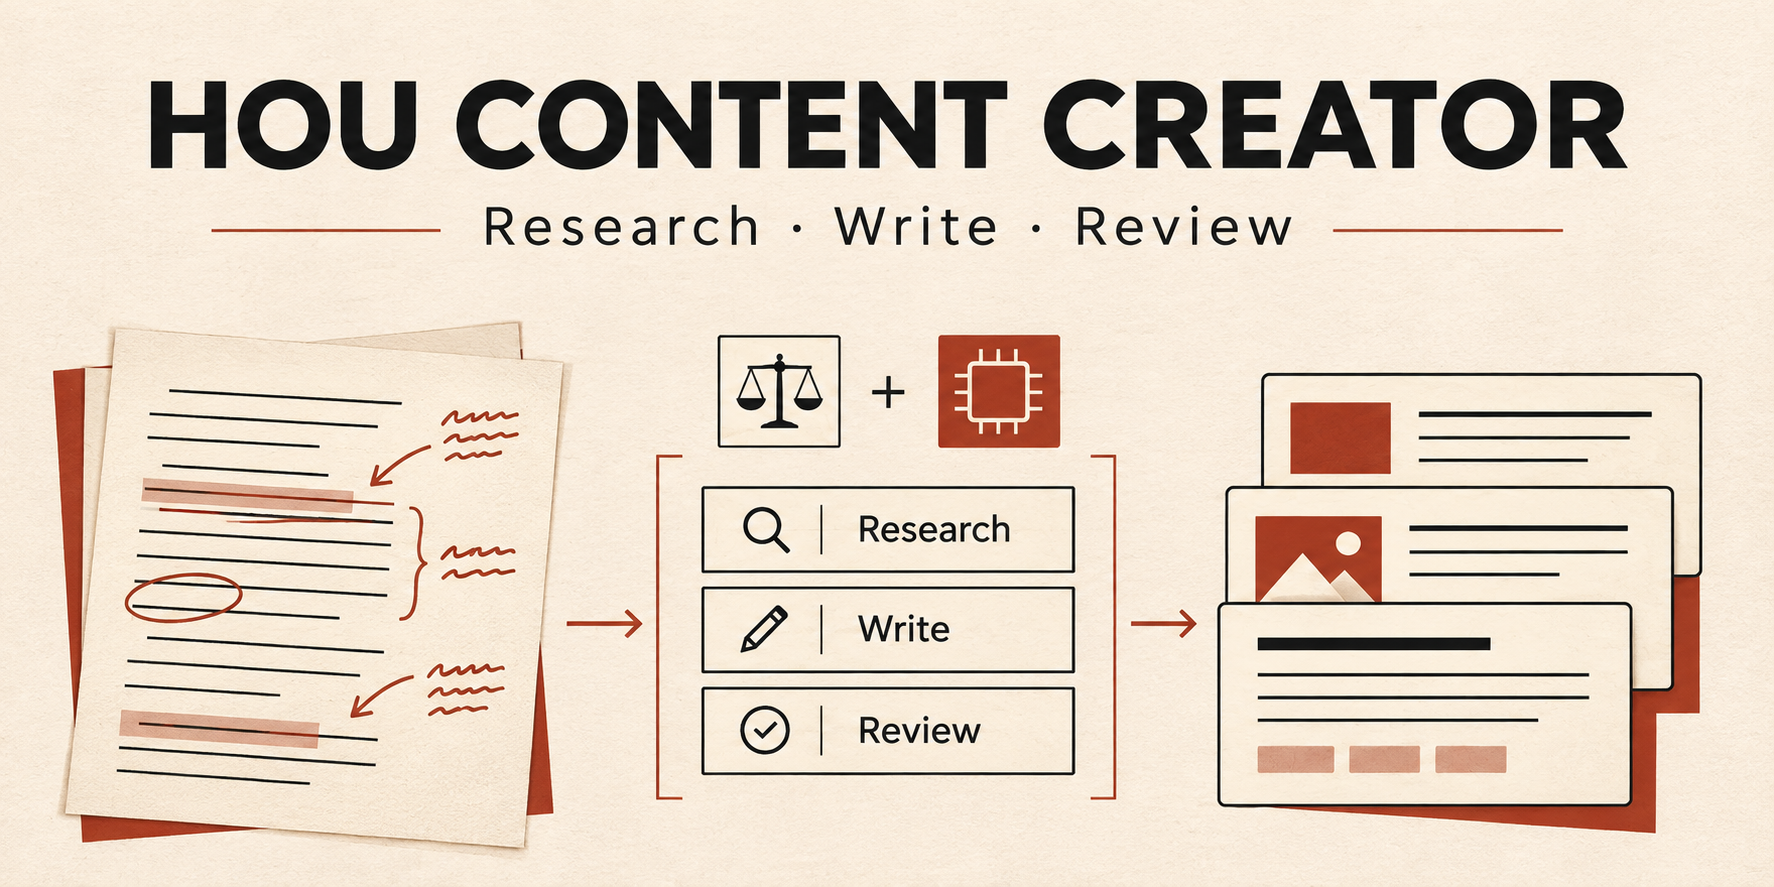 HOU CONTENT CREATOR
Research · Write · Review
+
Research
Write
Review